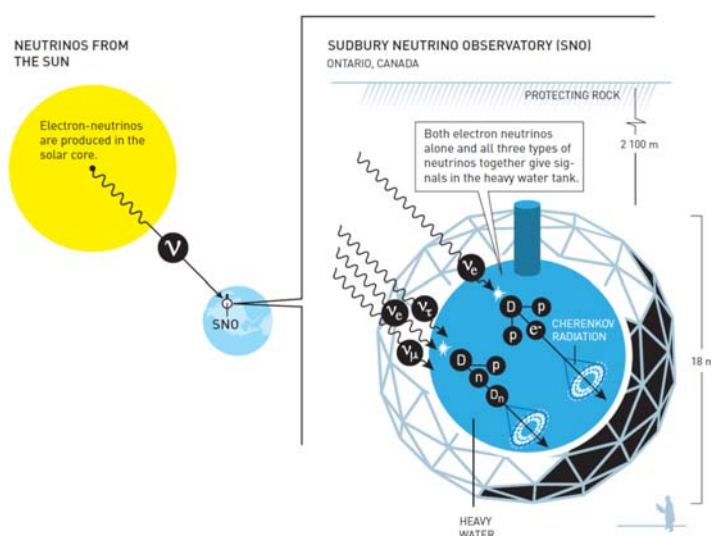 NEUTRINOS FROM
THE SUN
Electron-neutrinos
are produced in the
solar core.
ν
SNO
SUDBURY NEUTRINO OBSERVATORY (SNO)
ONTARIO, CANADA
PROTECTING ROCK
2 100 m
Both electron neutrinos
alone and all three types of
neutrinos together give sig-
nals in the heavy water tank.
νe
νe
ντ
νμ
D
p
p
e-
CHERENKOV
RADIATION
D
p
n
Dn
18 m
HEAVY
WATER